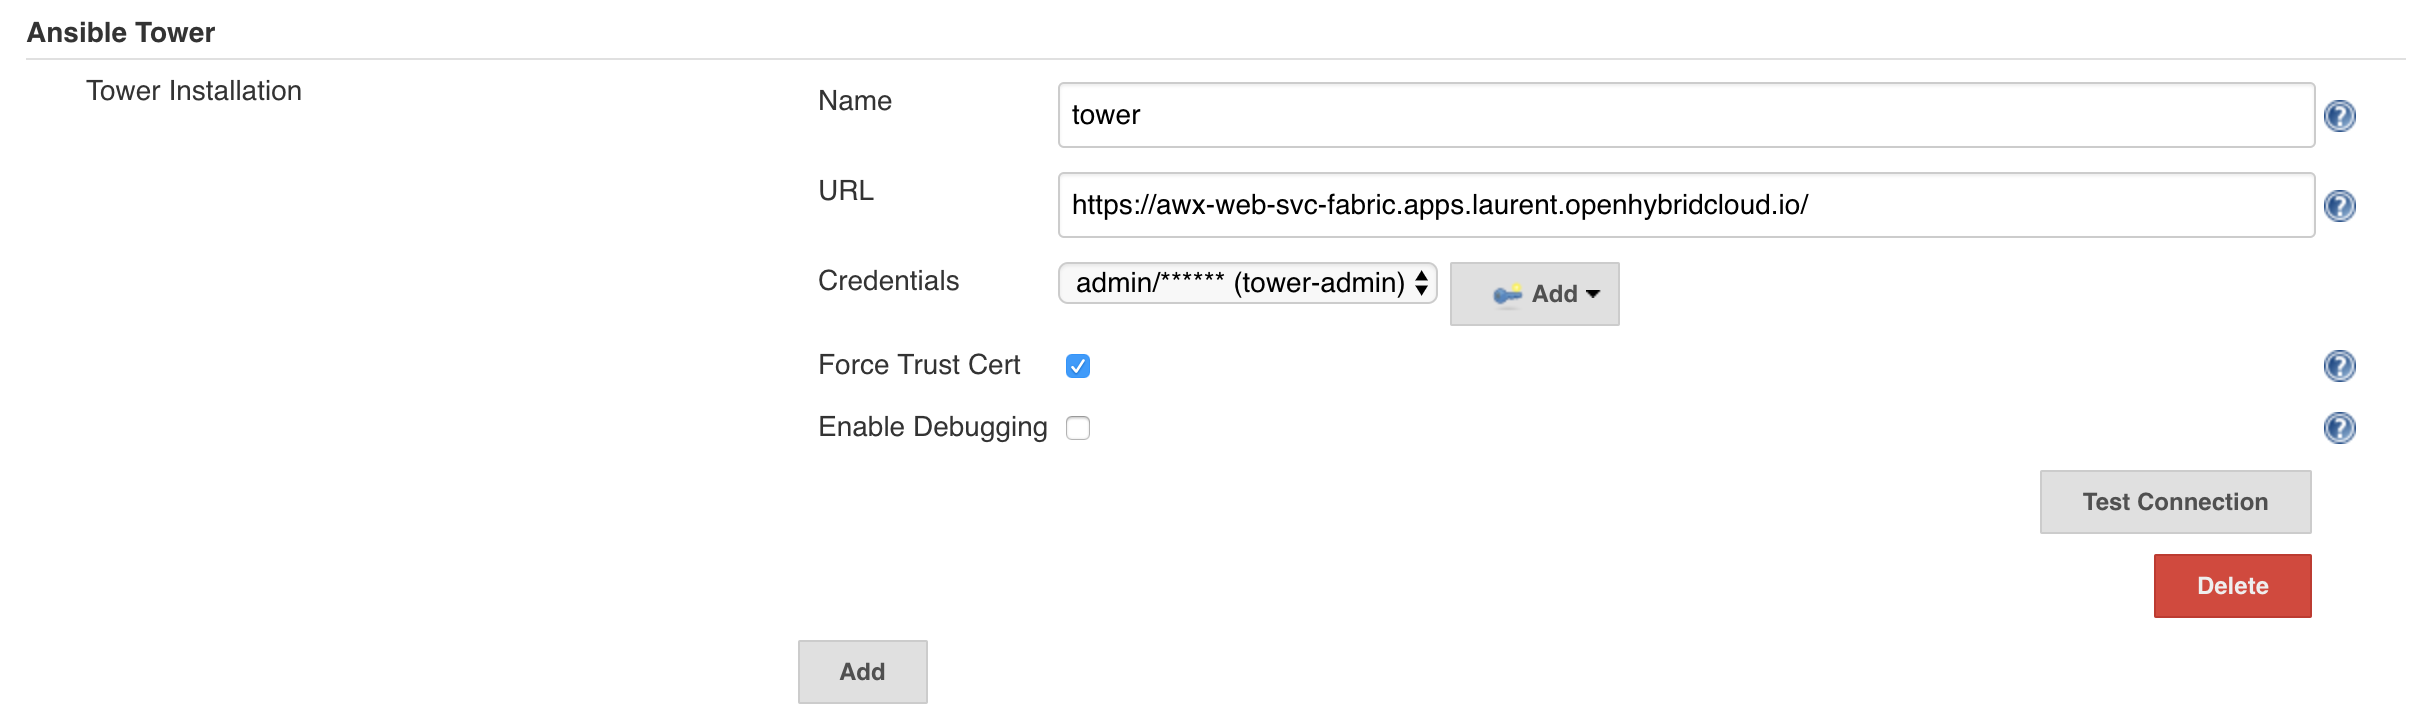 Ansible Tower
Tower Installation
Name
tower
URL
https://awx-web-svc-fabric.apps.laurent.openhybridcloud.io/
Credentials
admin/****** (tower-admin)
Add
Force Trust Cert
Enable Debugging
Test Connection
Delete
Add